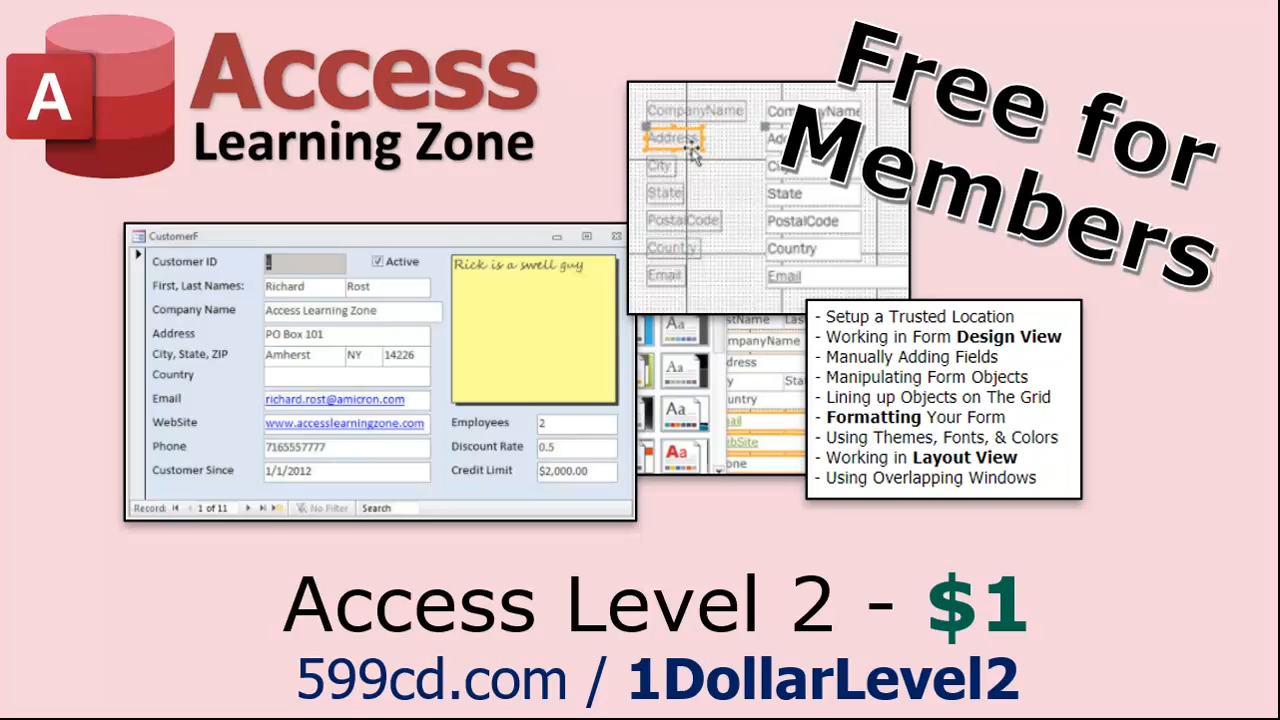 A
Access
Learning Zone
Free for
Members
CompanyName CompanyName
Address
City
State State
PostalCode PostalCode
Country Country
Email Email
CustomerF
Customer ID Active
First, Last Names: Richard Rost
Company Name Access Learning Zone
Address PO Box 101
City, State, ZIP Amherst NY 14226
Country
Email richard.rost@amicron.com
WebSite www.accesslearningzone.com
Phone 7165557777
Customer Since 1/1/2012
Rick is a swell guy
Employees 2
Discount Rate 0.5
Credit Limit $2,000.00
Record: 1 of 11 No Filter Search
Aa
Aa
Aa
Aa
- Setup a Trusted Location
- Working in Form Design View
- Manually Adding Fields
- Manipulating Form Objects
- Lining up Objects on The Grid
- Formatting Your Form
- Using Themes, Fonts, & Colors
- Working in Layout View
- Using Overlapping Windows
Access Level 2 - $1
599cd.com / 1DollarLevel2